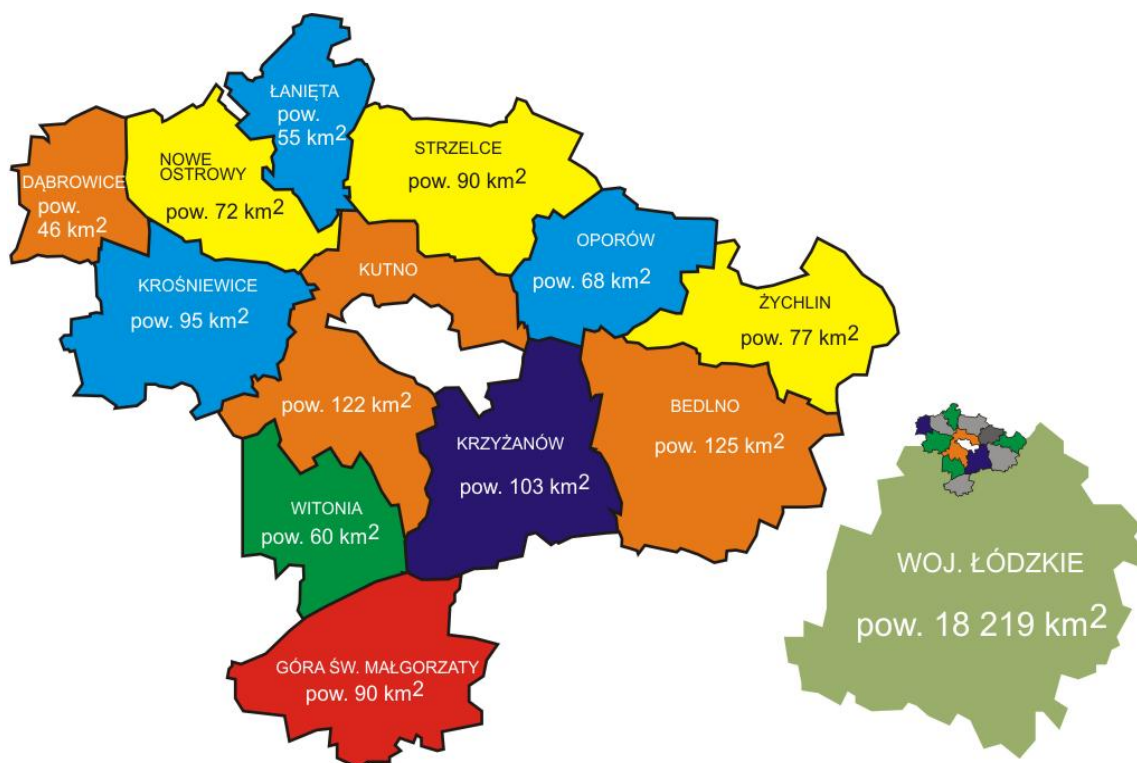 ŁANIĘTA
pow.
55 km²
NOWE
OSTROWY
pow. 72 km²
STRZELCE
pow. 90 km²
DĄBROWICE
pow.
46 km²
KROŚNIEWICE
pow. 95 km²
KUTNO
pow. 122 km²
OPORÓW
pow. 68 km²
ŻYCHLIN
pow. 77 km²
BEDLNO
pow. 125 km²
KRZYŻANÓW
pow. 103 km²
WITONIA
pow. 60 km²
GÓRA ŚW. MAŁGORZATY
pow. 90 km²
WOJ. ŁÓDZKIE
pow. 18 219 km²